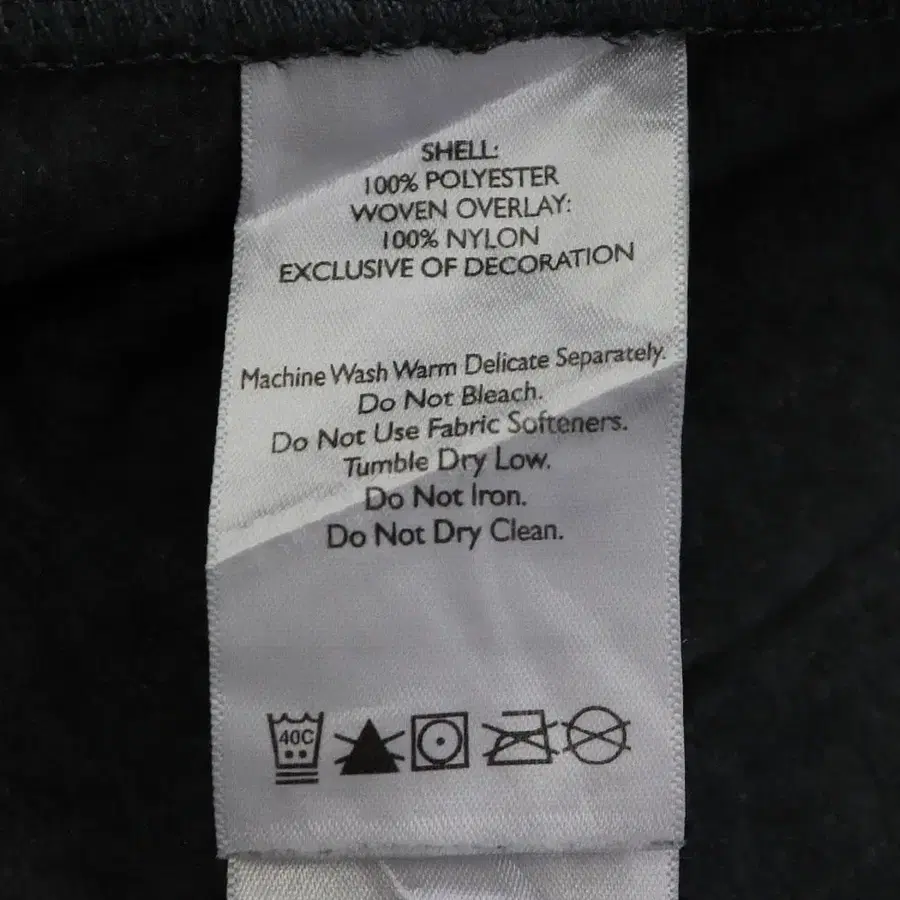 SHELL:
100% POLYESTER
WOVEN OVERLAY:
100% NYLON
EXCLUSIVE OF DECORATION
Machine Wash Warm Delicate Separately.
Do Not Bleach.
Do Not Use Fabric Softeners.
Tumble Dry Low.
Do Not Iron.
Do Not Dry Clean.
40C